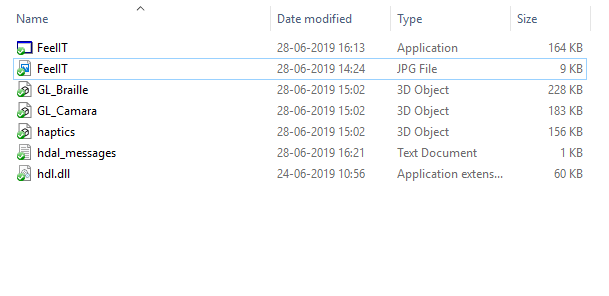 Name Date modified Type Size
FeelIT 28-06-2019 16:13 Application 164 KB
FeelIT 28-06-2019 14:24 JPG File 9 KB
GL_Braille 28-06-2019 15:02 3D Object 228 KB
GL_Camara 28-06-2019 15:02 3D Object 183 KB
haptics 28-06-2019 15:02 3D Object 156 KB
hdal_messages 28-06-2019 16:21 Text Document 1 KB
hdl.dll 24-06-2019 10:56 Application extens... 60 KB